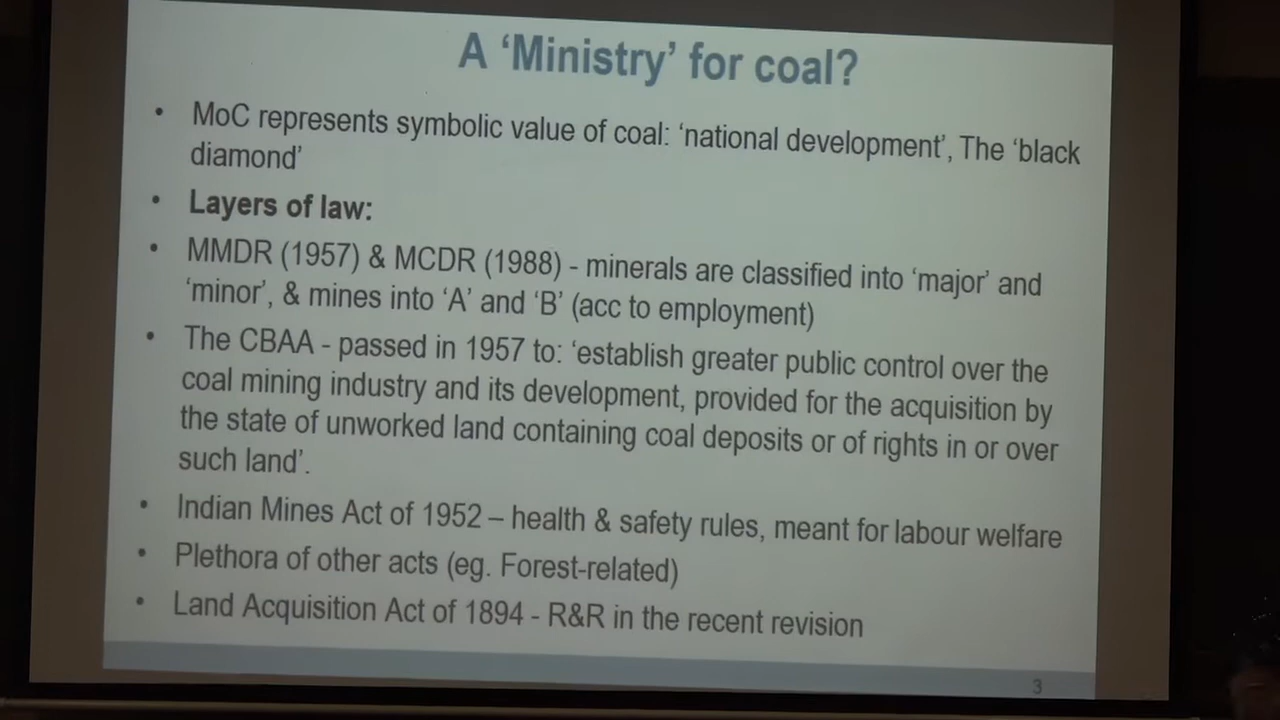 A ‘Ministry’ for coal?
• MoC represents symbolic value of coal: ‘national development’, The ‘black
diamond’
• Layers of law:
• MMDR (1957) & MCDR (1988) - minerals are classified into ‘major’ and
‘minor’, & mines into ‘A’ and ‘B’ (acc to employment)
• The CBAA - passed in 1957 to: ‘establish greater public control over the
coal mining industry and its development, provided for the acquisition by
the state of unworked land containing coal deposits or of rights in or over
such land’.
• Indian Mines Act of 1952 – health & safety rules, meant for labour welfare
• Plethora of other acts (eg. Forest-related)
• Land Acquisition Act of 1894 - R&R in the recent revision
3